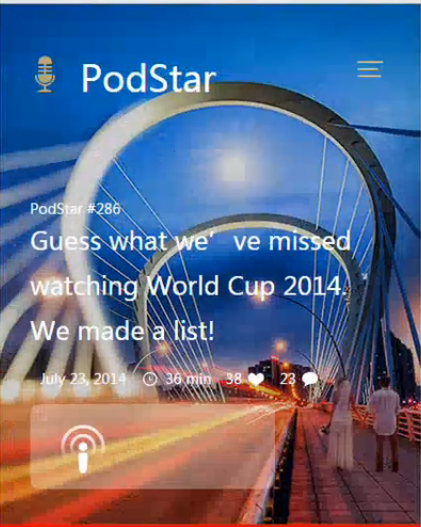 PodStar
PodStar #286
Guess what we’ ve missed
watching World Cup 2014.
We made a list!
July 23, 2014 36 min 38 23